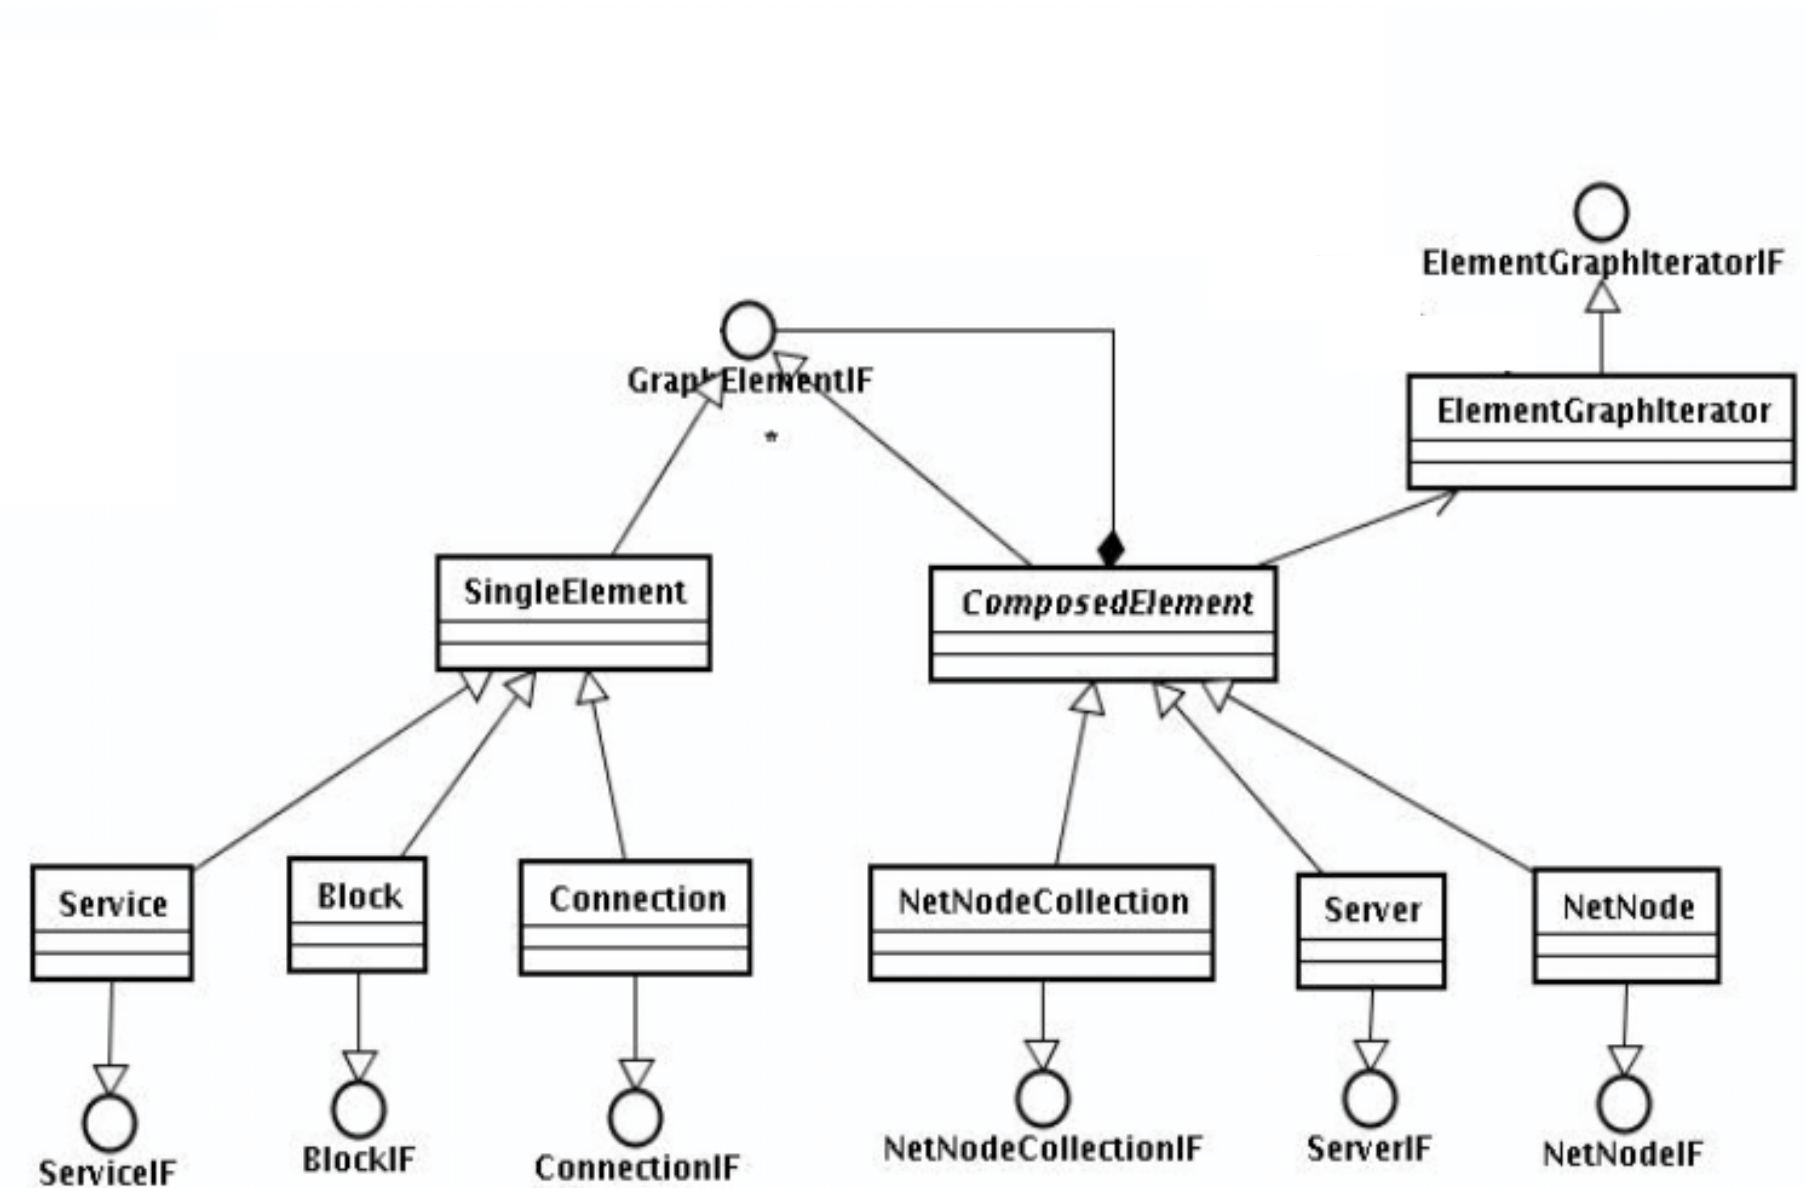 ElementGraphIteratorIF
GraphElementIF
ElementGraphIterator
*
SingleElement
ComposedElement
Service
Block
Connection
NetNodeCollection
Server
NetNode
ServiceIF
BlockIF
ConnectionIF
NetNodeCollectionIF
ServerIF
NetNodeIF